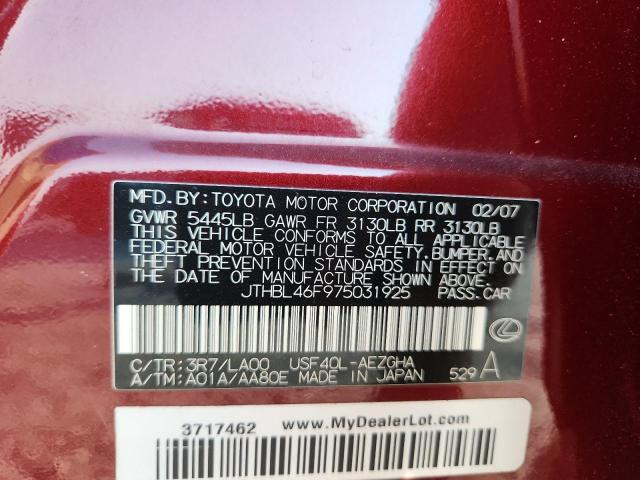 MFD. BY: TOYOTA MOTOR CORPORATION 02/07
GVWR 5445LB GAWR FR 3130LB RR 3130LB
THIS VEHICLE CONFORMS TO ALL APPLICABLE
FEDERAL MOTOR VEHICLE SAFETY, BUMPER, AND
THEFT PREVENTION STANDARDS IN EFFECT ON
THE DATE OF MANUFACTURE SHOWN ABOVE.
JTHBL46F975031925 PASS.CAR
C/TR:3R7/LA00 USF40L-AEZGHA
A/TM:A01A/AA80E MADE IN JAPAN 529 A
3717462 www.MyDealerLot.com